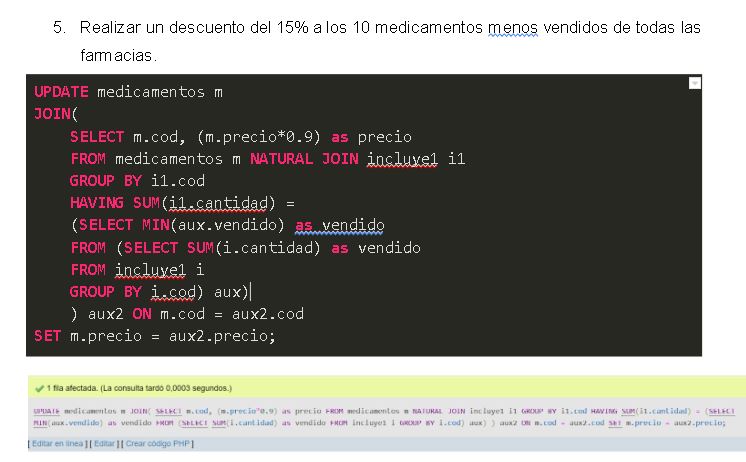 5. Realizar un descuento del 15% a los 10 medicamentos menos vendidos de todas las
farmacias.
UPDATE medicamentos m
JOIN(
SELECT m.cod, (m.precio*0.9) as precio
FROM medicamentos m NATURAL JOIN incluye1 i1
GROUP BY i1.cod
HAVING SUM(i1.cantidad) =
(SELECT MIN(aux.vendido) as vendido
FROM (SELECT SUM(i.cantidad) as vendido
FROM incluye1 i
GROUP BY i.cod) aux)
) aux2 ON m.cod = aux2.cod
SET m.precio = aux2.precio;
1 fila afectada. (La consulta tardó 0,0003 segundos.)
UPDATE medicamentos m JOIN( SELECT m.cod, (m.precio*0.9) as precio FROM medicamentos m NATURAL JOIN incluye1 i1 GROUP BY i1.cod HAVING SUM(i1.cantidad) = (SELECT
MIN(aux.vendido) as vendido FROM (SELECT SUM(i.cantidad) as vendido FROM incluye1 i GROUP BY i.cod) aux) ) aux2 ON m.cod = aux2.cod SET m.precio = aux2.precio;
[ Editar en línea ] [ Editar ] [ Crear código PHP ]